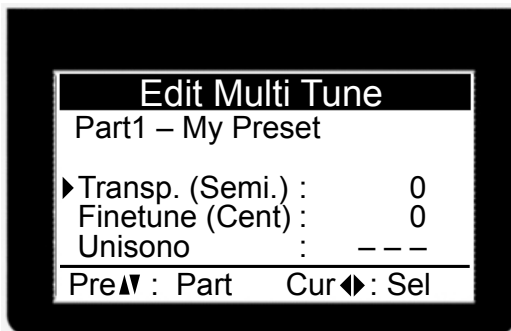 Edit Multi Tune
Part1 – My Preset
Transp. (Semi.) : 0
Finetune (Cent) : 0
Unisono : – – –
Pre▲▼ : Part Cur◀▶ : Sel